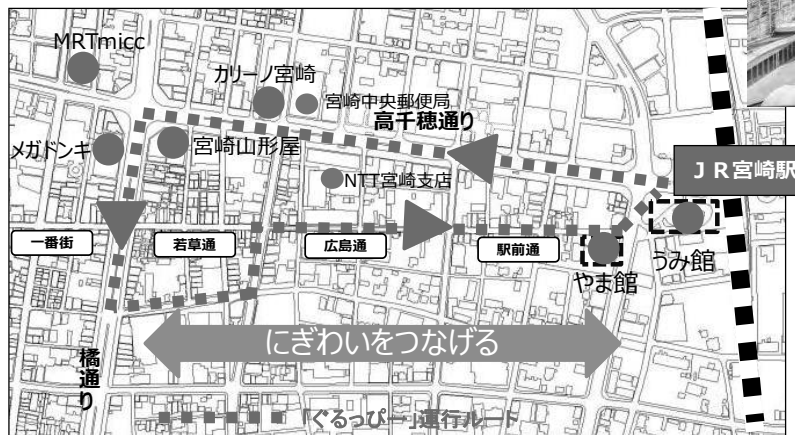 MRTmicc
カリーノ宮崎
宮崎中央郵便局
高千穂通り
メガドンキ
宮崎山形屋
NTT宮崎支店
ＪＲ宮崎駅
一番街
若草通
広島通
駅前通
やま館
うみ館
にぎわいをつなげる
橘通り
「ぐるっぴー」運行ルート